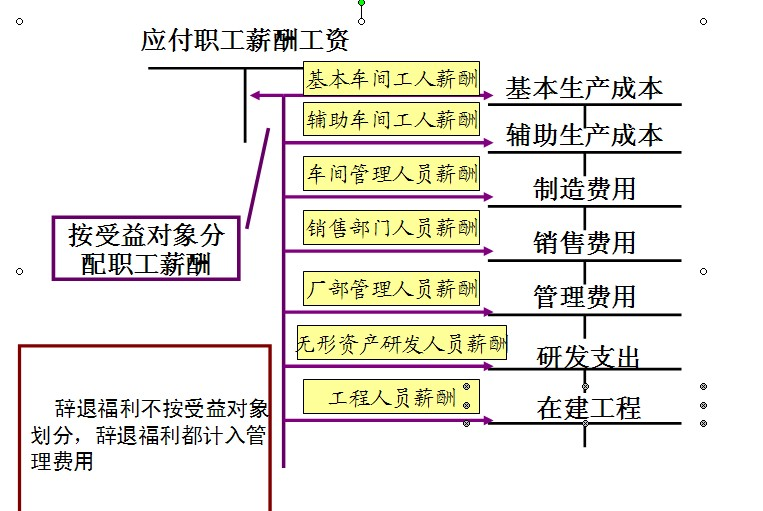 应付职工薪酬工资
基本车间工人薪酬
基本生产成本
辅助车间工人薪酬
辅助生产成本
车间管理人员薪酬
制造费用
按受益对象分
配职工薪酬
销售部门人员薪酬
销售费用
厂部管理人员薪酬
管理费用
无形资产研发人员薪酬
研发支出
工程人员薪酬
在建工程
辞退福利不按受益对象
划分，辞退福利都计入管
理费用